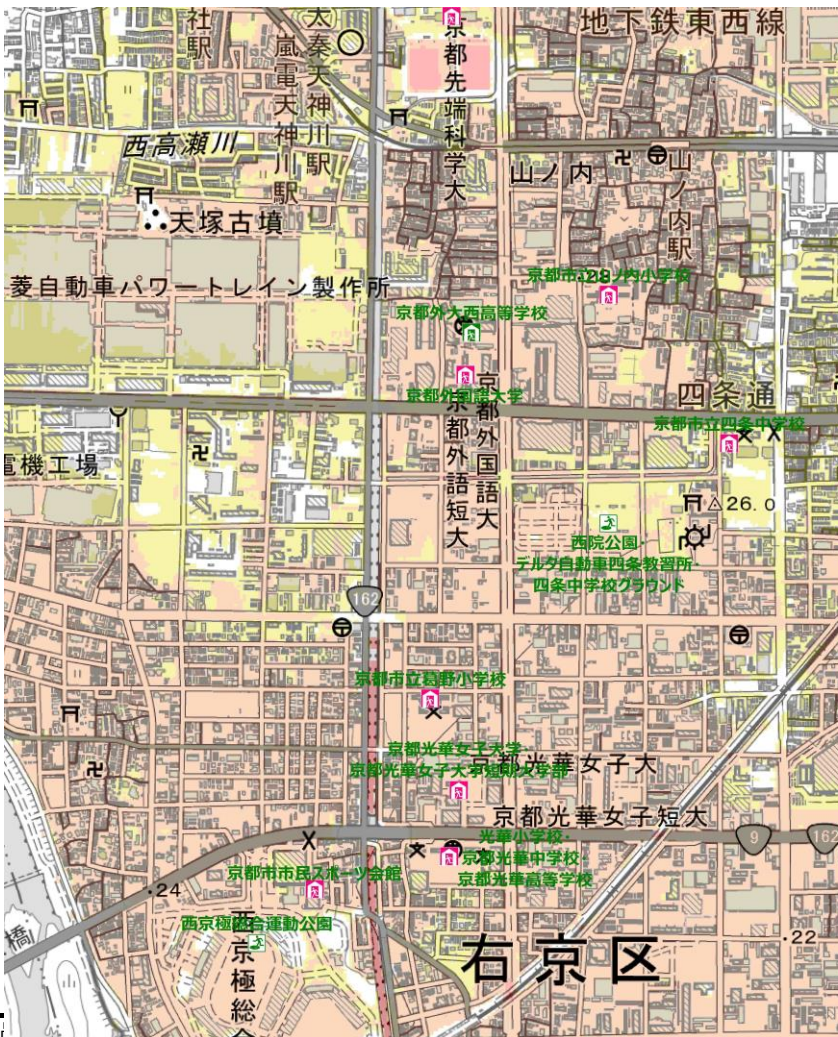 社駅
嵐電天神川駅
太秦天神川駅
京都先端科学大
地下鉄東西線
西高瀬川
山ノ内
山ノ内駅
天塚古墳
菱自動車パワートレイン製作所
京都市立山ノ内小学校
京都外大西高等学校
京都外国語大学
京都外国語大
京都外語短大
四条通
京都市立四条中学校
電機工場
26.0
西院公園・
デルタ自動車四条教習所・
四条中学校グラウンド
162
京都市立葛野小学校
京都光華女子大学・
京都光華女子大学短期大学部
京都光華女子大
京都光華女子短大
9
162
光華小学校・
京都光華中学校・
京都光華高等学校
24
京都市市民スポーツ会館
西京極総合運動公園
西京極総合
橋
右京区
22